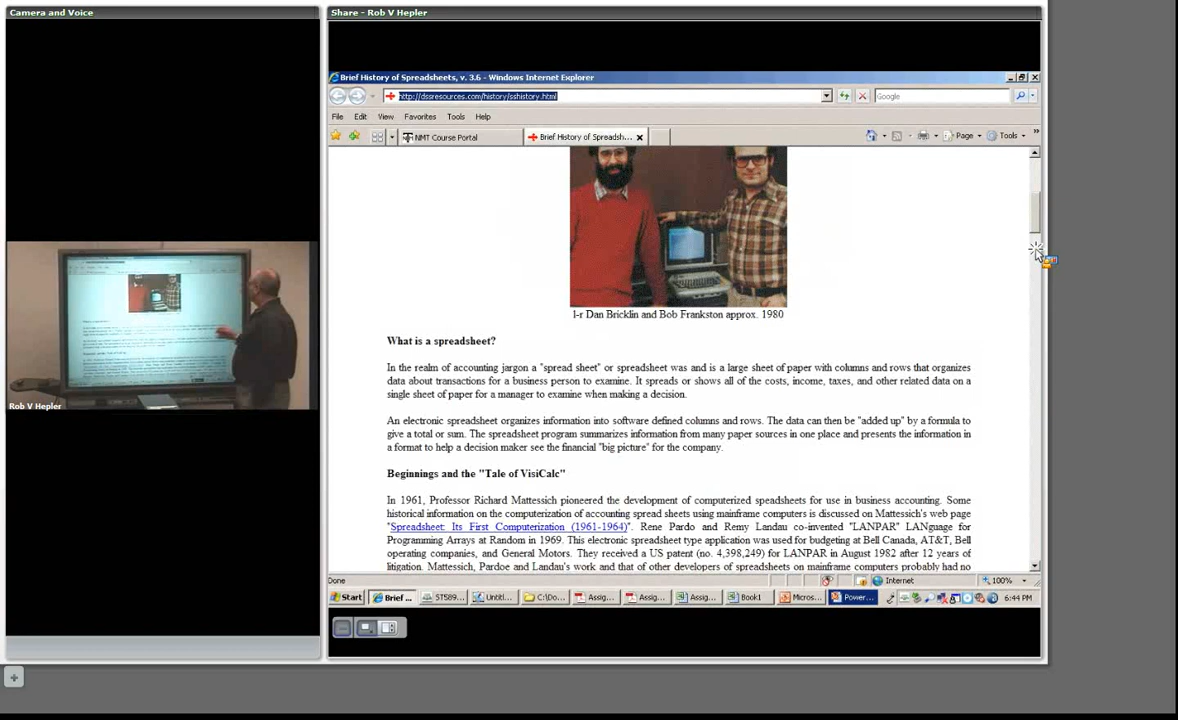 Camera and Voice
Rob V Hepler
Share - Rob V Hepler
Brief History of Spreadsheets, v. 3.6 - Windows Internet Explorer
http://dssresources.com/history/sshistory.html
Google
File Edit View Favorites Tools Help
NMT Course Portal
Brief History of Spreadsh...
Page
Tools
l-r Dan Bricklin and Bob Frankston approx. 1980
What is a spreadsheet?
In the realm of accounting jargon a "spread sheet" or spreadsheet was and is a large sheet of paper with columns and rows that organizes
data about transactions for a business person to examine. It spreads or shows all of the costs, income, taxes, and other related data on a
single sheet of paper for a manager to examine when making a decision.
An electronic spreadsheet organizes information into software defined columns and rows. The data can then be "added up" by a formula to
give a total or sum. The spreadsheet program summarizes information from many paper sources in one place and presents the information in
a format to help a decision maker see the financial "big picture" for the company.
Beginnings and the "Tale of VisiCalc"
In 1961, Professor Richard Mattessich pioneered the development of computerized speadsheets for use in business accounting. Some
historical information on the computerization of accounting spread sheets using mainframe computers is discussed on Mattessich's web page
"Spreadsheet: Its First Computerization (1961-1964)". Rene Pardo and Remy Landau co-invented "LANPAR" LANguage for
Programming Arrays at Random in 1969. This electronic spreadsheet type application was used for budgeting at Bell Canada, AT&T, Bell
operating companies, and General Motors. They received a US patent (no. 4,398,249) for LANPAR in August 1982 after 12 years of
litigation. Mattessich, Pardoe and Landau's work and that of other developers of spreadsheets on mainframe computers probably had no
Done
Internet
100%
Start
Brief ...
STS89...
Untitl...
C:\Do...
Assig...
Assig...
Assig...
Book1
Micros...
Power...
6:44 PM